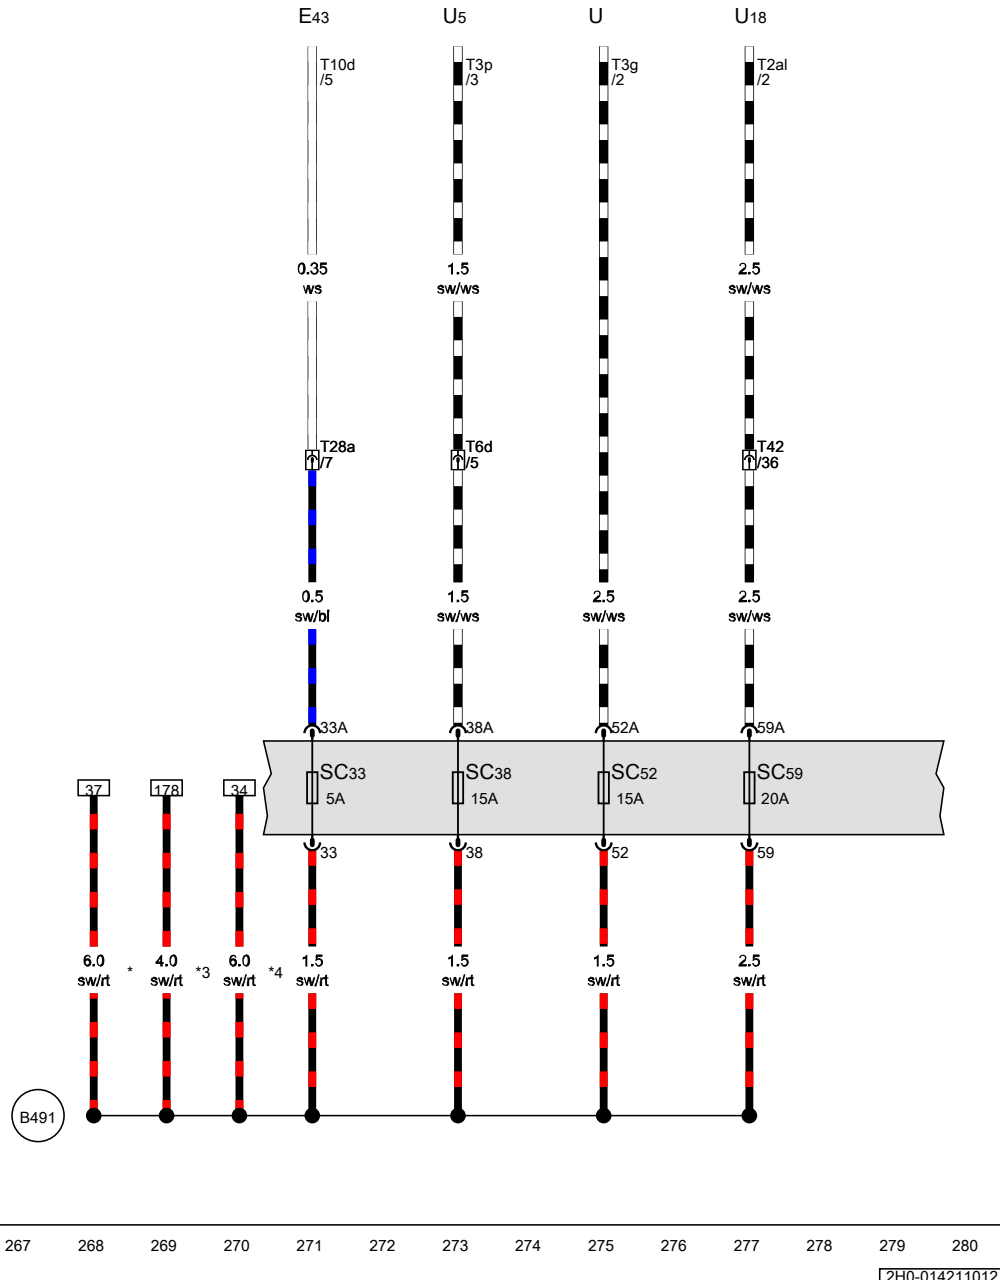 E43 U5 U U18
T10d T3p T3g T2al
/5 /3 /2 /2
0.35 1.5 2.5
ws sw/ws sw/ws
T28a T6d T42
/7 /5 /36
0.5 1.5 2.5 2.5
sw/bl sw/ws sw/ws sw/ws
33A 38A 52A 59A
SC33 SC38 SC52 SC59
37 178 34 5A 15A 15A 20A
33 38 52 59
6.0 4.0 6.0 1.5 1.5 1.5 2.5
sw/rt * sw/rt *3 sw/rt *4 sw/rt sw/rt sw/rt sw/rt
B491
267 268 269 270 271 272 273 274 275 276 277 278 279 280
2H0-014211012